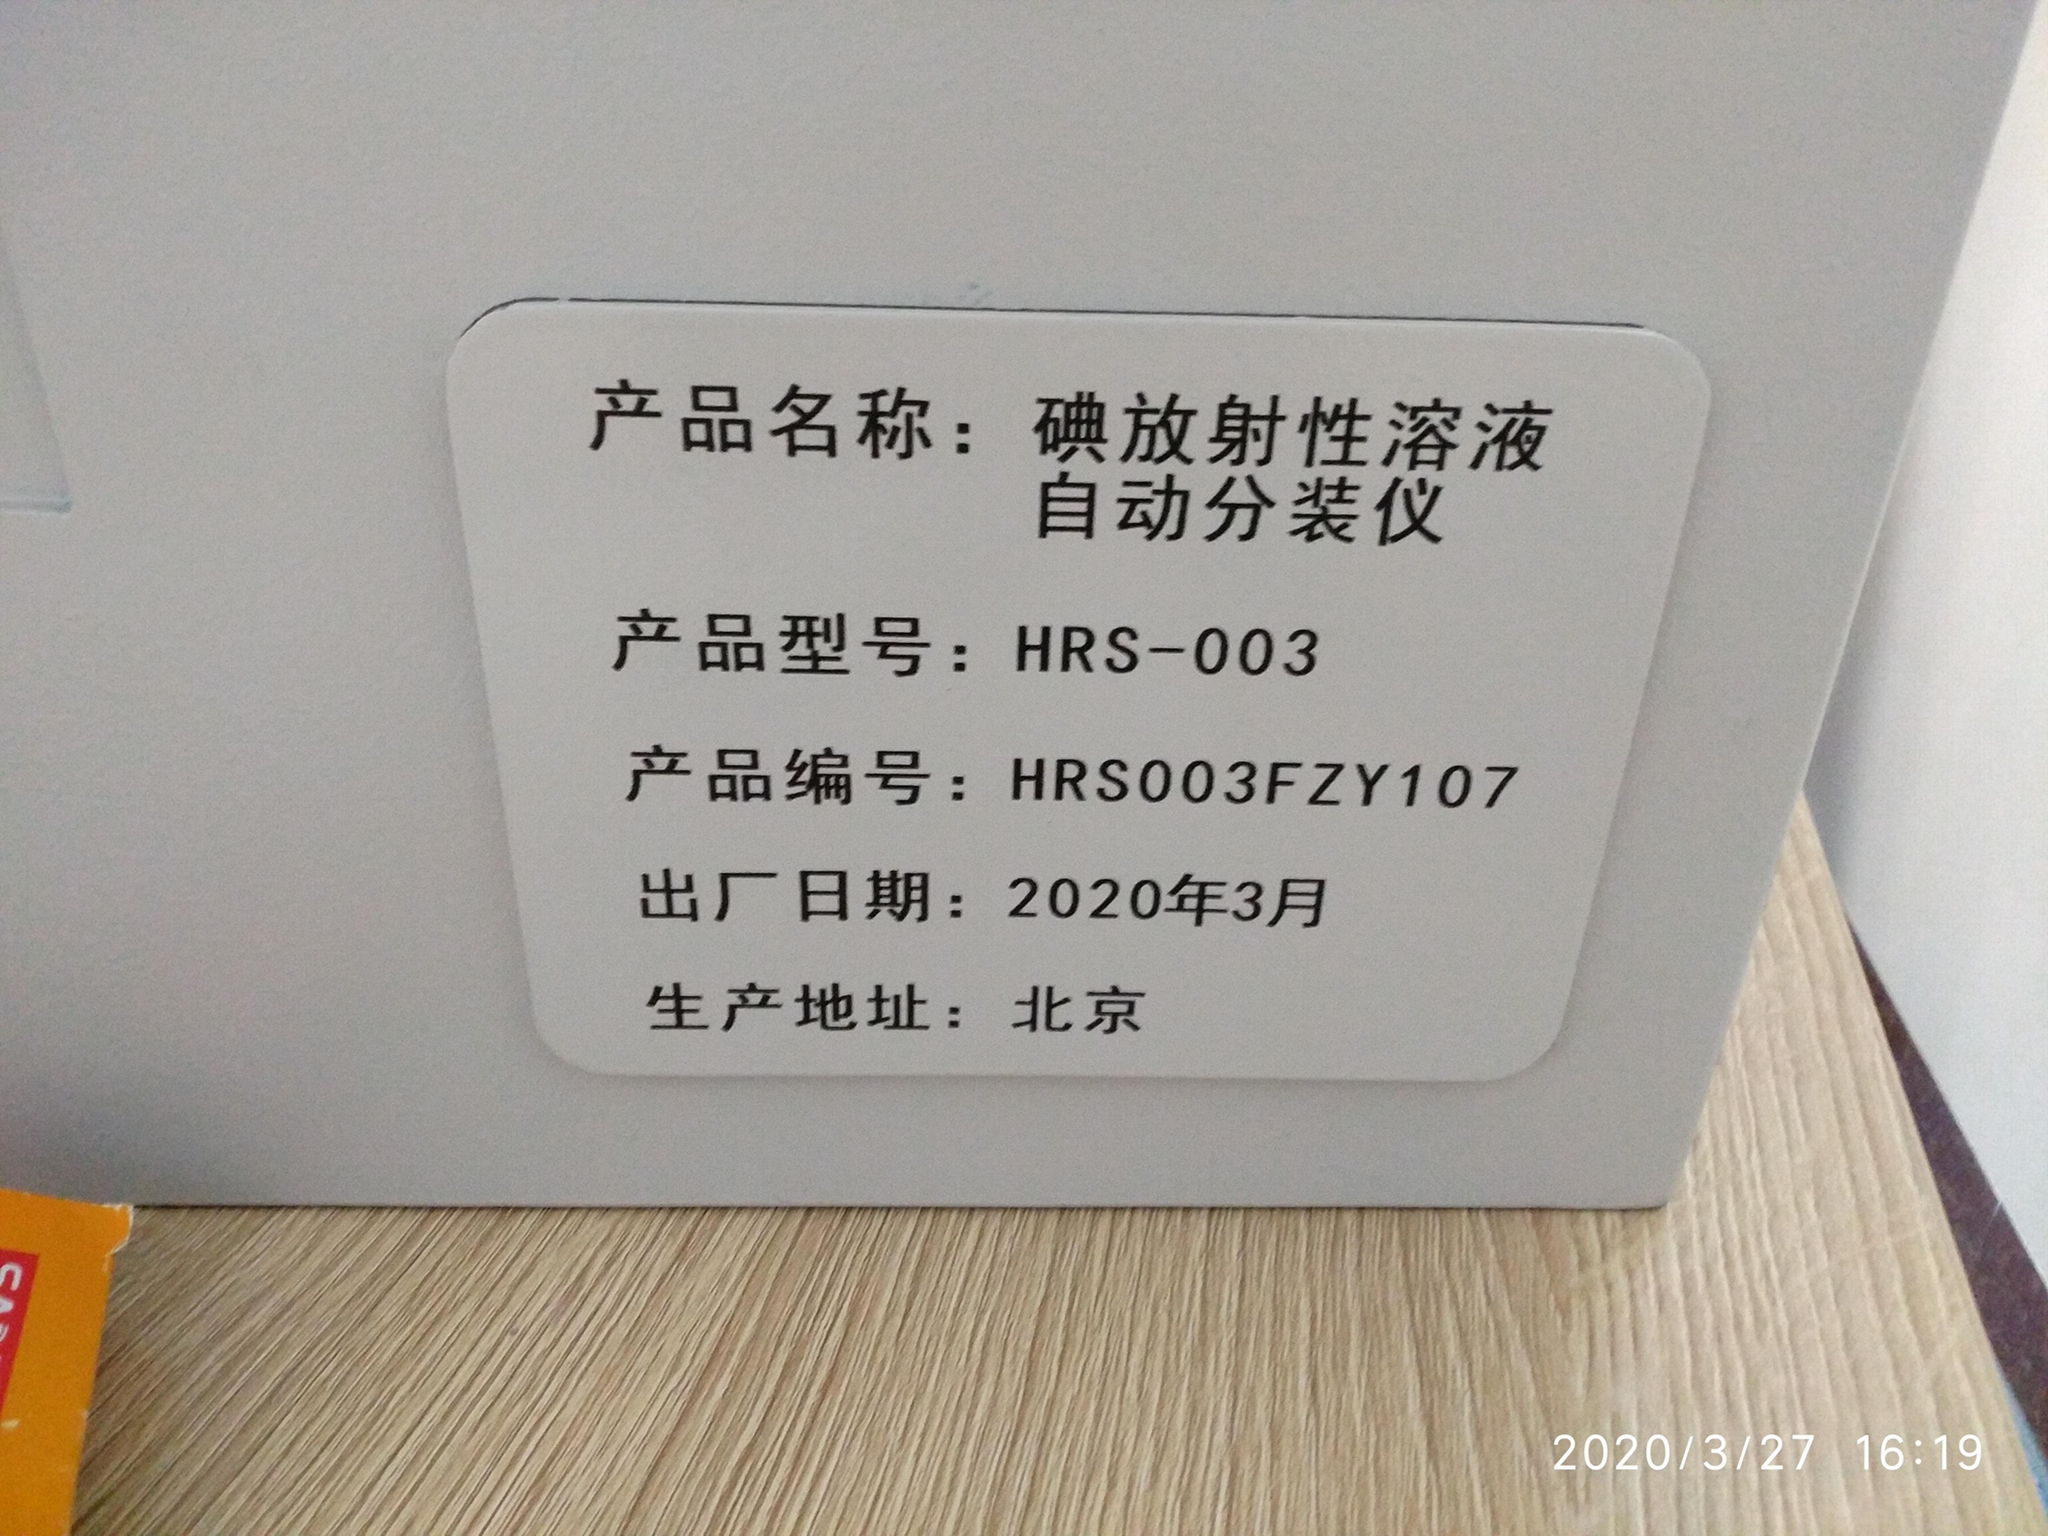 产品名称：碘放射性溶液
自动分装仪
产品型号：HRS-003
产品编号：HRS003FZY107
出厂日期：2020年3月
生产地址：北京
2020/3/27 16:19